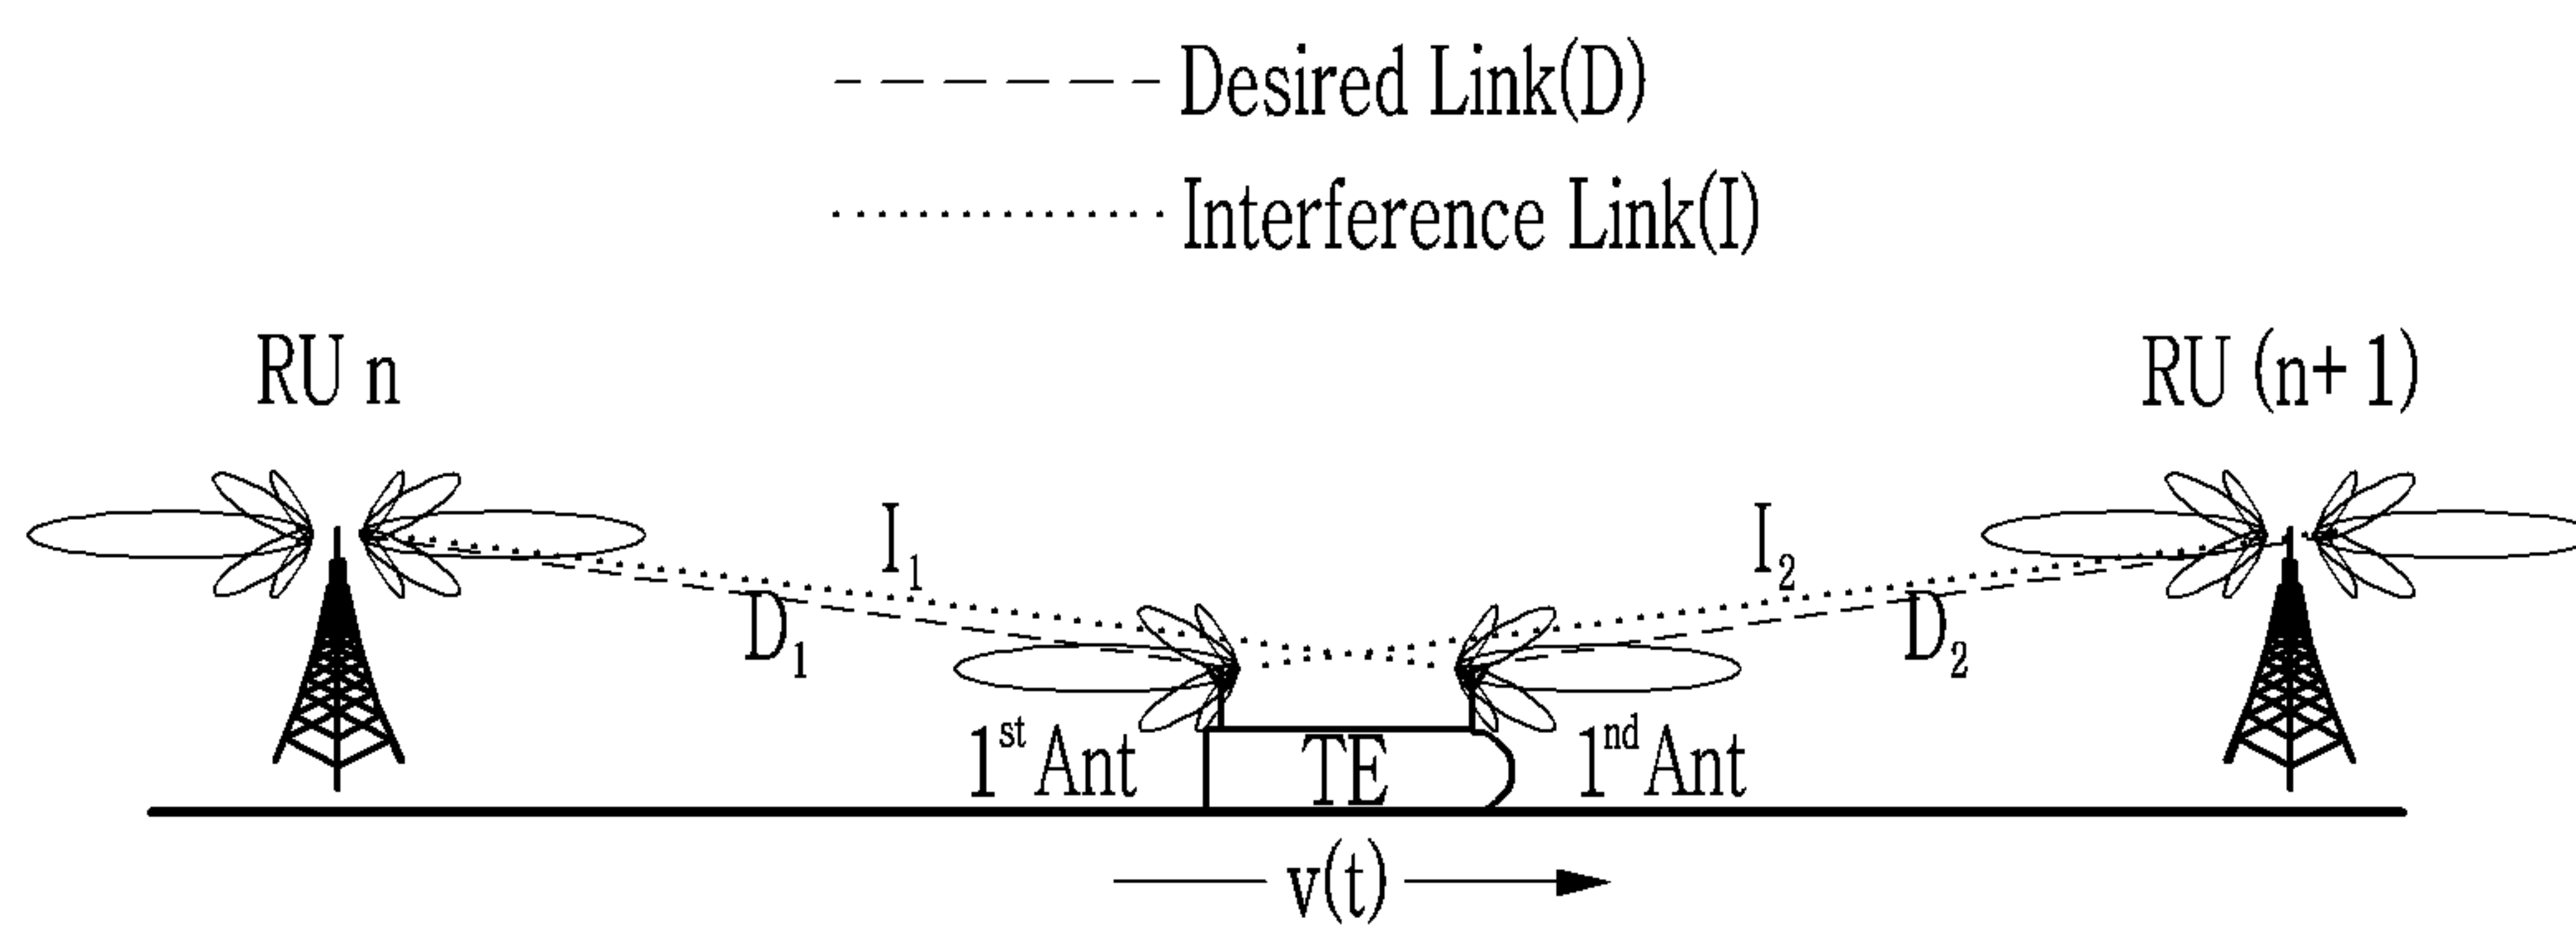 Desired Link(D)
Interference Link(I)
RU n
RU (n+1)
I1
I2
D1
D2
1st Ant
TE
1nd Ant
v(t)